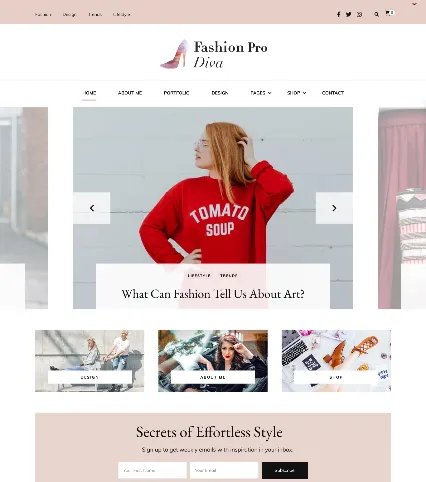 Fashion Design Trends Lifestyle
Fashion Pro
Diva
HOME ABOUT ME PORTFOLIO DESIGN PAGES SHOP CONTACT
TOMATO
SOUP
LIFESTYLE TRENDS
What Can Fashion Tell Us About Art?
DESIGN ABOUT ME SHOP
Secrets of Effortless Style
Sign up to get weekly emails with inspiration in your inbox.
Your First Name Your Email Subscribe